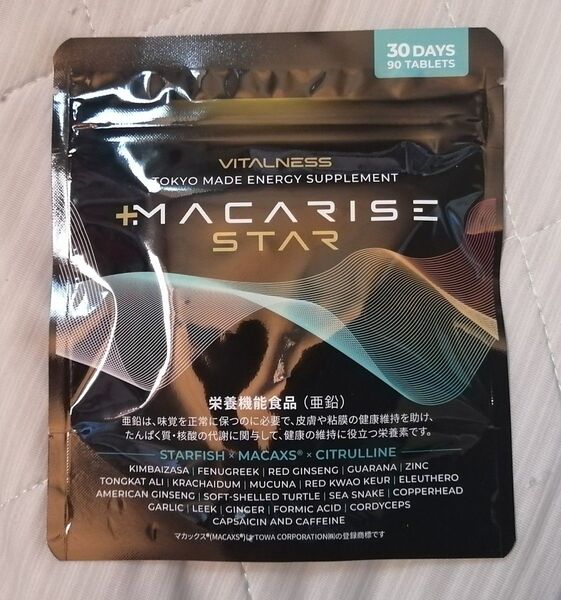 30 DAYS
90 TABLETS
VITALNESS
TOKYO MADE ENERGY SUPPLEMENT
+MACARISE
STAR
栄養機能食品（亜鉛）
亜鉛は、味覚を正常に保つのに必要で、皮膚や粘膜の健康維持を助け、
たんぱく質・核酸の代謝に関与して、健康の維持に役立つ栄養素です。
STARFISH × MACAXS® × CITRULLINE
KIMBAIZASA | FENUGREEK | RED GINSENG | GUARANA | ZINC
TONGKAT ALI | KRACHAIDUM | MUCUNA | RED KWAO KEUR | ELEUTHERO
AMERICAN GINSENG | SOFT-SHELLED TURTLE | SEA SNAKE | COPPERHEAD
GARLIC | LEEK | GINGER | FORMIC ACID | CORDYCEPS
CAPSAICIN AND CAFFEINE
マカックス®(MACAXS®)はTOWA CORPORATION㈱の登録商標です